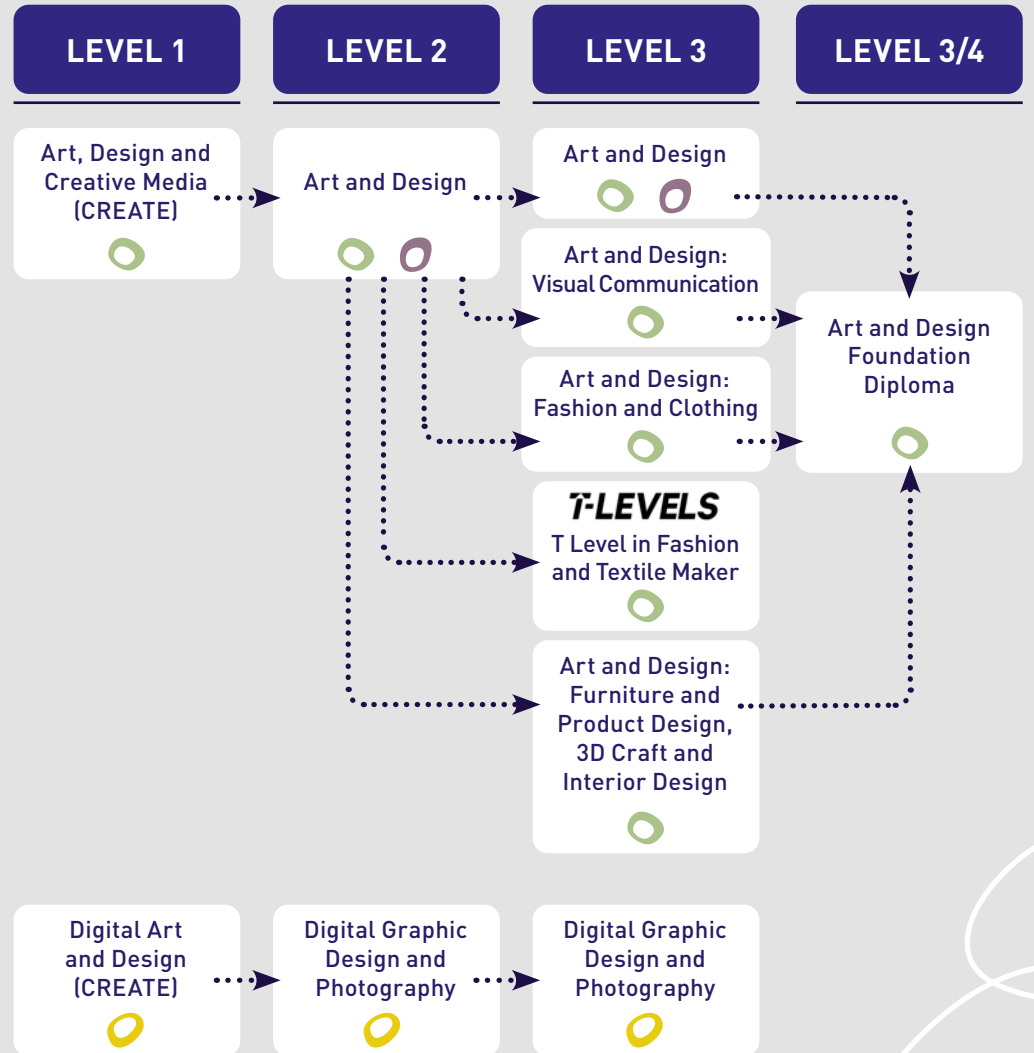 LEVEL 1
LEVEL 2
LEVEL 3
LEVEL 3/4
Art, Design and
Creative Media
(CREATE)
Art and Design
Art and Design
Art and Design:
Visual Communication
Art and Design:
Fashion and Clothing
T-LEVELS
T Level in Fashion
and Textile Maker
Art and Design:
Furniture and
Product Design,
3D Craft and
Interior Design
Art and Design
Foundation
Diploma
Digital Art
and Design
(CREATE)
Digital Graphic
Design and
Photography
Digital Graphic
Design and
Photography